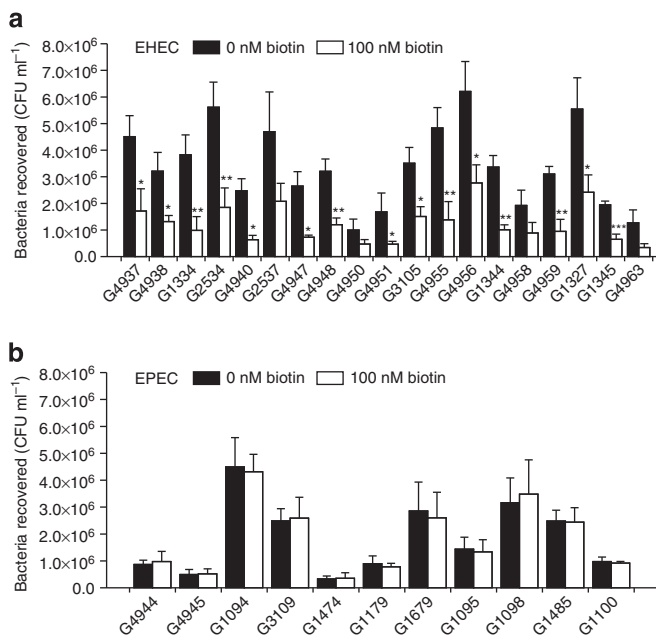 a
EHEC 0 nM biotin 100 nM biotin
Bacteria recovered (CFU ml⁻¹)
8.0×10⁶
7.0×10⁶
6.0×10⁶
5.0×10⁶
4.0×10⁶
3.0×10⁶
2.0×10⁶
1.0×10⁶
0.0
* * ** ** * * ** * * ** * ** ** * ***
G4937 G4938 G1334 G2534 G4940 G2537 G4947 G4948 G4950 G4951 G3105 G4955 G4956 G1344 G4958 G4959 G1327 G1345 G4963
b
EPEC 0 nM biotin 100 nM biotin
Bacteria recovered (CFU ml⁻¹)
8.0×10⁶
7.0×10⁶
6.0×10⁶
5.0×10⁶
4.0×10⁶
3.0×10⁶
2.0×10⁶
1.0×10⁶
0.0
G4944 G4945 G1094 G3109 G1474 G1179 G1679 G1095 G1098 G1485 G1100